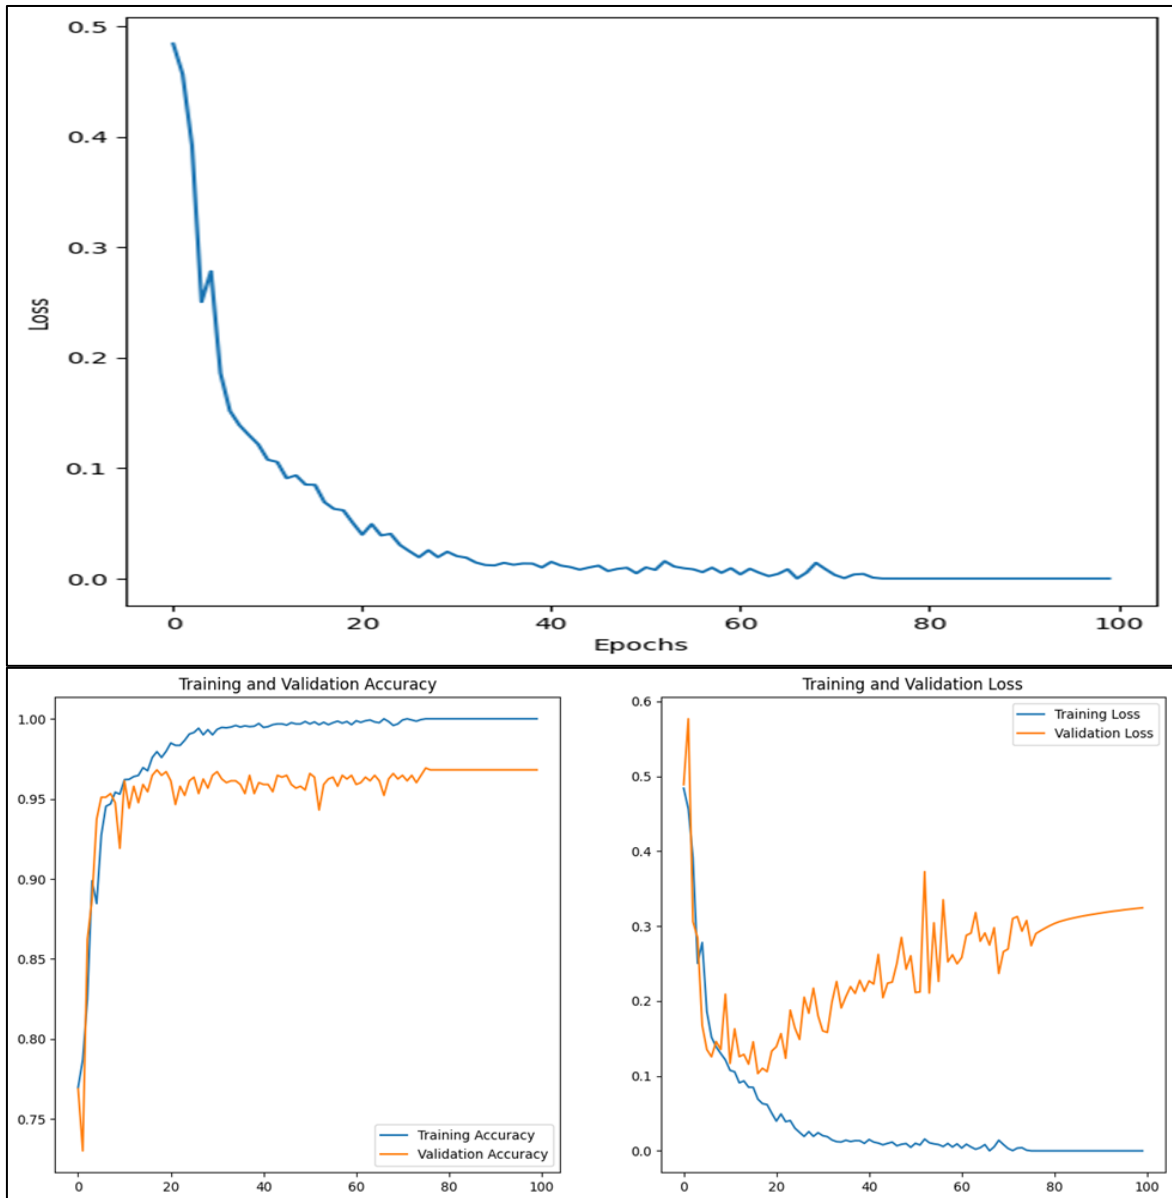 0.5
0.4
0.3
0.2
0.1
0.0
Loss
0 20 40 60 80 100
Epochs
Training and Validation Accuracy
1.00
0.95
0.90
0.85
0.80
0.75
Training Accuracy
Validation Accuracy
0 20 40 60 80 100
Training and Validation Loss
0.6
0.5
0.4
0.3
0.2
0.1
0.0
Training Loss
Validation Loss
0 20 40 60 80 100